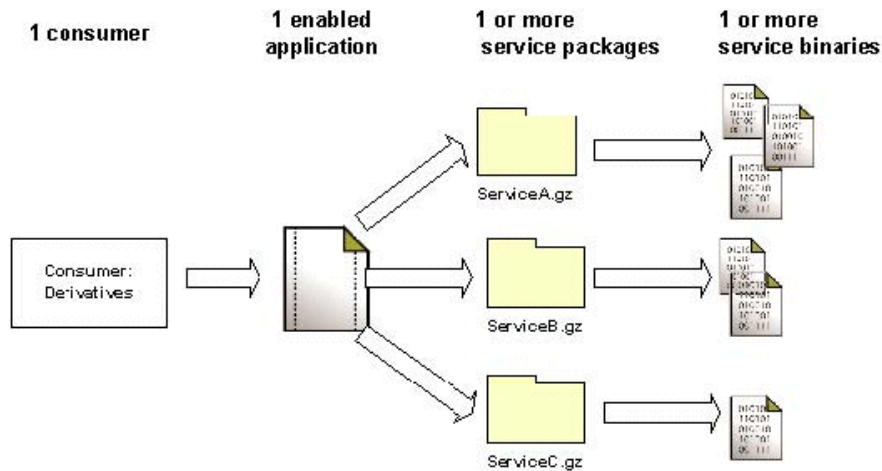 1 consumer
1 enabled
application
1 or more
service packages
1 or more
service binaries
Consumer:
Derivatives
ServiceA.gz
ServiceB.gz
ServiceC.gz